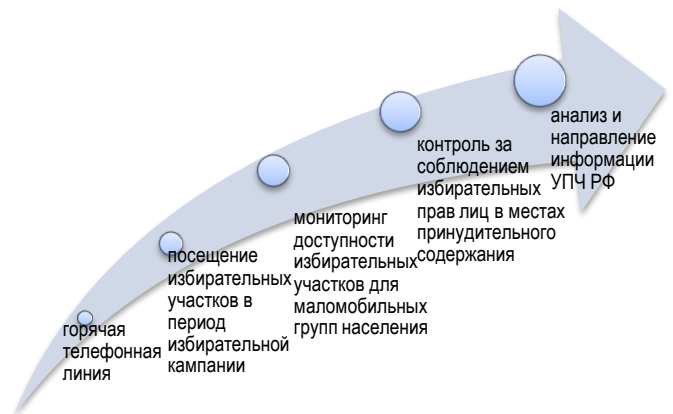 горячая
телефонная
линия
посещение
избирательных
участков в
период
избирательной
кампании
мониторинг
доступности
избирательных
участков для
маломобильных
групп населения
контроль за
соблюдением
избирательных
прав лиц в местах
принудительного
содержания
анализ и
направление
информации
УПЧ РФ